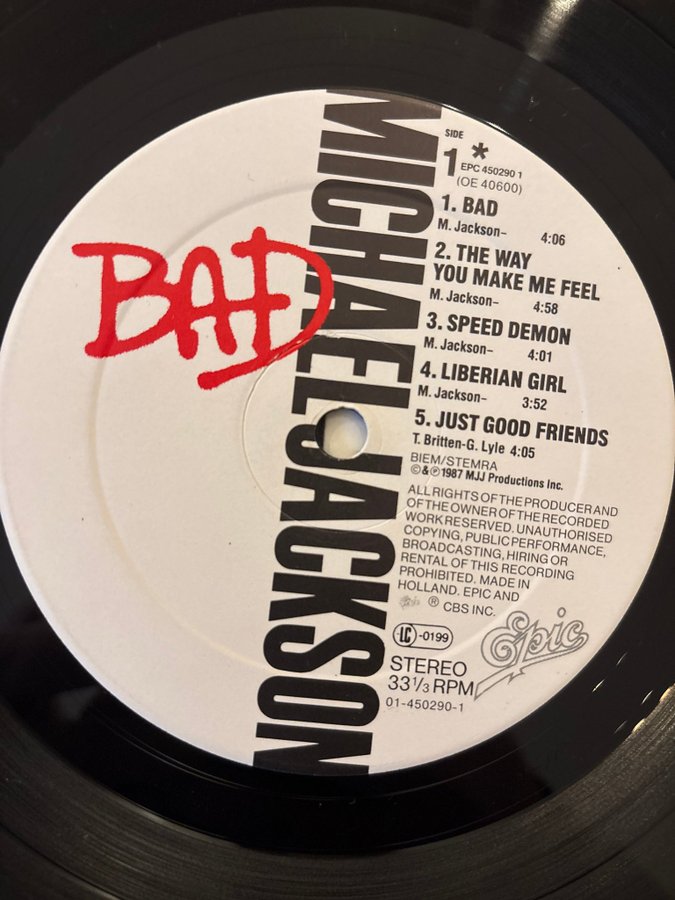 BAD
MICHAEL JACKSON
SIDE
1 *
EPC 450290 1
(OE 40600)
1. BAD
M. Jackson– 4:06
2. THE WAY
YOU MAKE ME FEEL
M. Jackson– 4:58
3. SPEED DEMON
M. Jackson– 4:01
4. LIBERIAN GIRL
M. Jackson– 3:52
5. JUST GOOD FRIENDS
T. Britten-G. Lyle 4:05
BIEM/STEMRA
©&℗1987 MJJ Productions Inc.
ALL RIGHTS OF THE PRODUCER AND
OF THE OWNER OF THE RECORDED
WORK RESERVED. UNAUTHORISED
COPYING, PUBLIC PERFORMANCE,
BROADCASTING, HIRING OR
RENTAL OF THIS RECORDING
PROHIBITED. MADE IN
HOLLAND. EPIC AND
® CBS INC.
LC -0199
Epic
STEREO
33⅓ RPM
01-450290-1